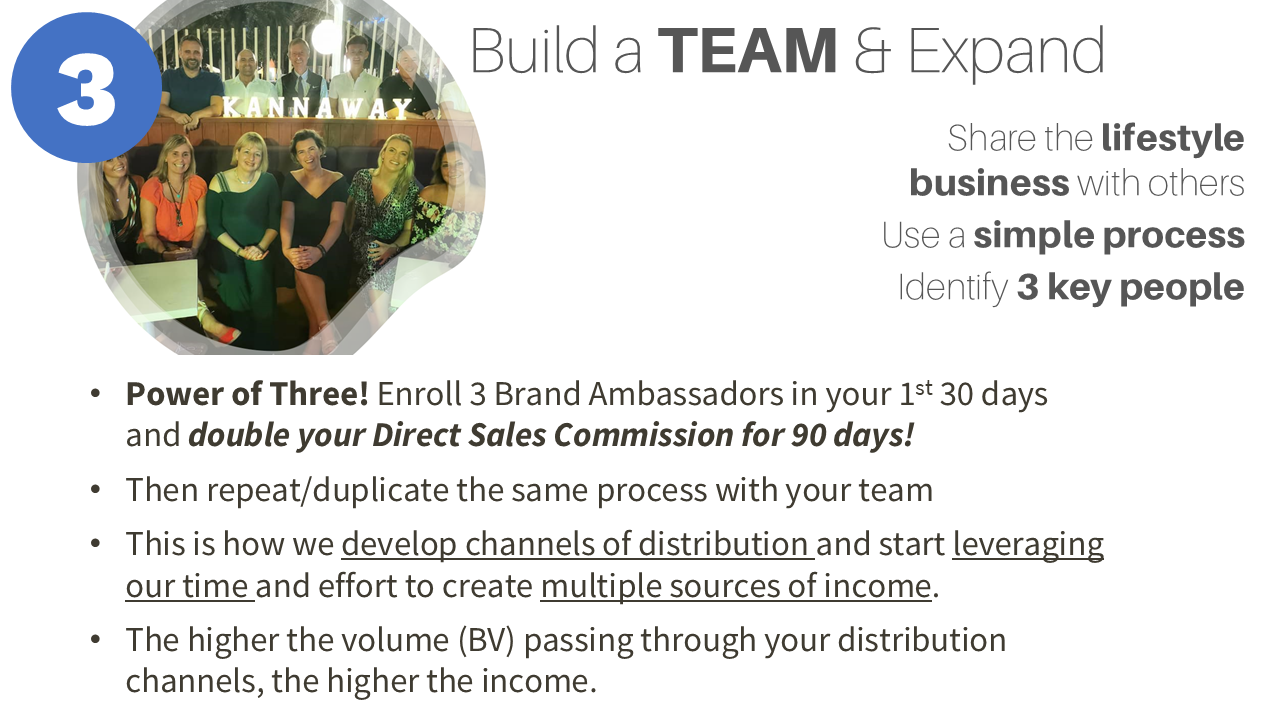 3
KANNAWAY
Build a TEAM & Expand
Share the lifestyle
business with others
Use a simple process
Identify 3 key people
• Power of Three! Enroll 3 Brand Ambassadors in your 1st 30 days
and double your Direct Sales Commission for 90 days!
• Then repeat/duplicate the same process with your team
• This is how we develop channels of distribution and start leveraging
our time and effort to create multiple sources of income.
• The higher the volume (BV) passing through your distribution
channels, the higher the income.